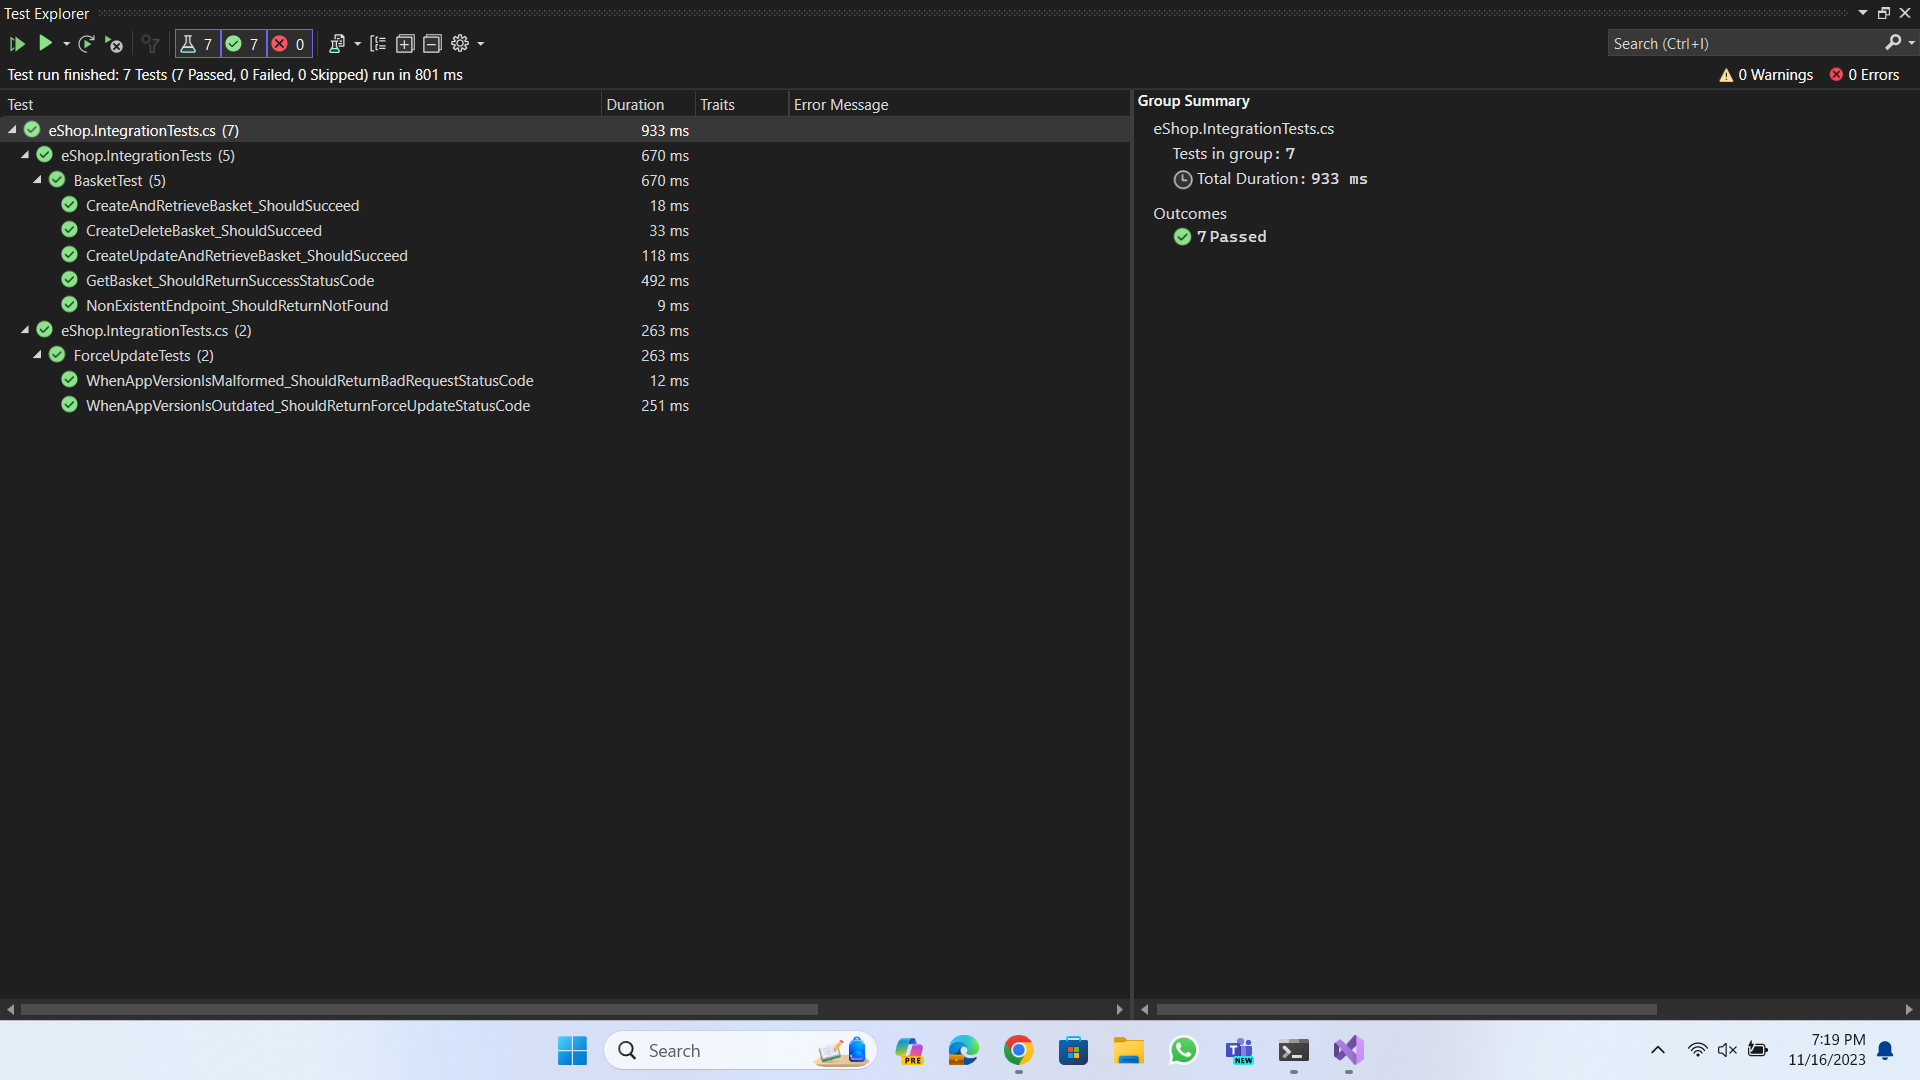 Test Explorer
7 7 0
Search (Ctrl+I)
Test run finished: 7 Tests (7 Passed, 0 Failed, 0 Skipped) run in 801 ms
0 Warnings 0 Errors
Test Duration Traits Error Message
eShop.IntegrationTests.cs (7) 933 ms
eShop.IntegrationTests (5) 670 ms
BasketTest (5) 670 ms
CreateAndRetrieveBasket_ShouldSucceed 18 ms
CreateDeleteBasket_ShouldSucceed 33 ms
CreateUpdateAndRetrieveBasket_ShouldSucceed 118 ms
GetBasket_ShouldReturnSuccessStatusCode 492 ms
NonExistentEndpoint_ShouldReturnNotFound 9 ms
eShop.IntegrationTests.cs (2) 263 ms
ForceUpdateTests (2) 263 ms
WhenAppVersionIsMalformed_ShouldReturnBadRequestStatusCode 12 ms
WhenAppVersionIsOutdated_ShouldReturnForceUpdateStatusCode 251 ms
Group Summary
eShop.IntegrationTests.cs
Tests in group: 7
Total Duration: 933 ms
Outcomes
7 Passed
Search
PRE
NEW
7:19 PM
11/16/2023